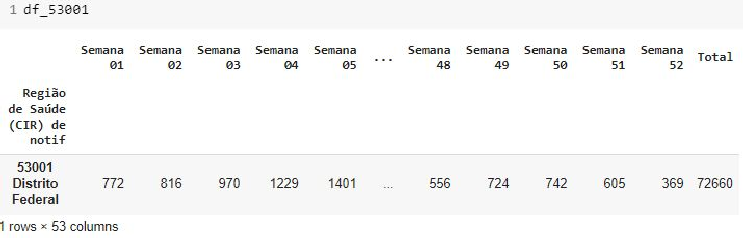 1 df_53001
Semana 01 Semana 02 Semana 03 Semana 04 Semana 05 ... Semana 48 Semana 49 Semana 50 Semana 51 Semana 52 Total
Região
de Saúde
(CIR) de
notif
53001
Distrito
Federal
772 816 970 1229 1401 ... 556 724 742 605 369 72660
1 rows × 53 columns